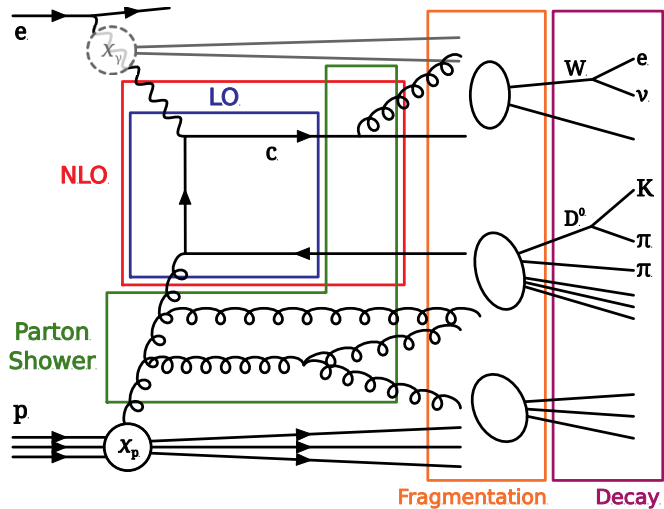 e
Xγ
LO
W
e
ν
c
NLO
K
D⁰
π
π
Parton
Shower
p
Xp
Fragmentation
Decay